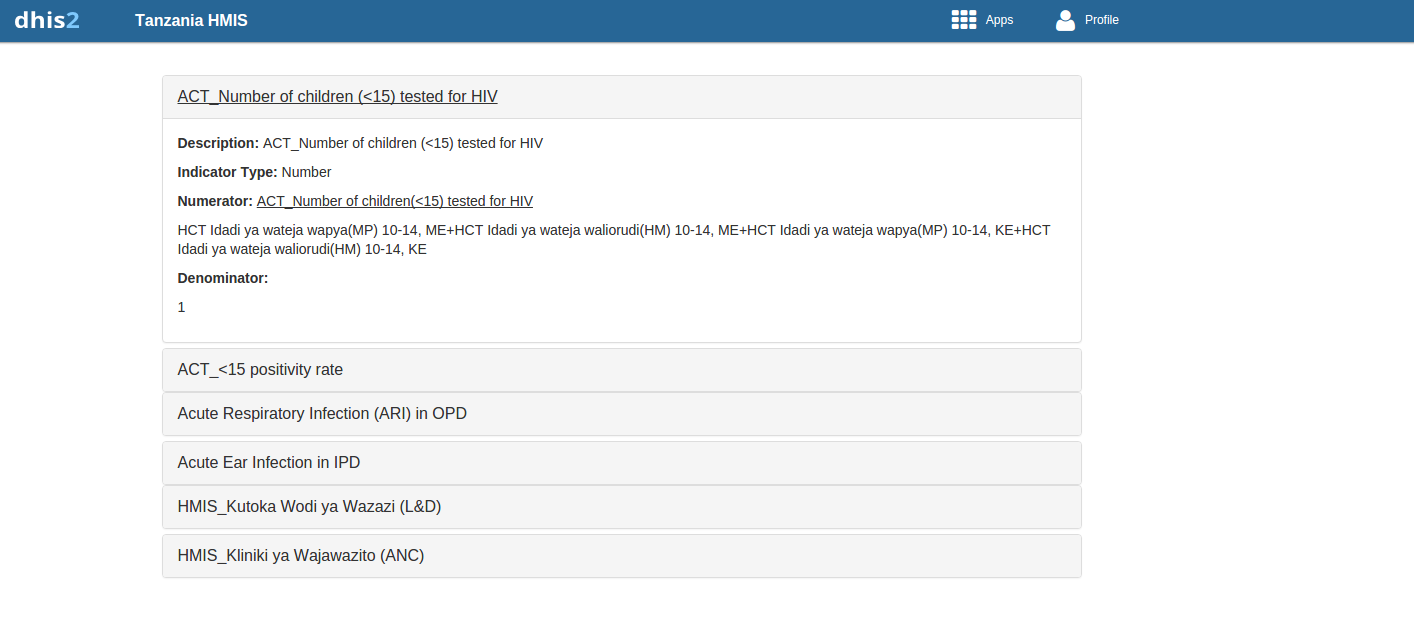 dhis2 Tanzania HMIS Apps Profile
ACT_Number of children (<15) tested for HIV
Description: ACT_Number of children (<15) tested for HIV
Indicator Type: Number
Numerator: ACT_Number of children(<15) tested for HIV
HCT Idadi ya wateja wapya(MP) 10-14, ME+HCT Idadi ya wateja waliorudi(HM) 10-14, ME+HCT Idadi ya wateja wapya(MP) 10-14, KE+HCT
Idadi ya wateja waliorudi(HM) 10-14, KE
Denominator:
1
ACT_<15 positivity rate
Acute Respiratory Infection (ARI) in OPD
Acute Ear Infection in IPD
HMIS_Kutoka Wodi ya Wazazi (L&D)
HMIS_Kliniki ya Wajawazito (ANC)